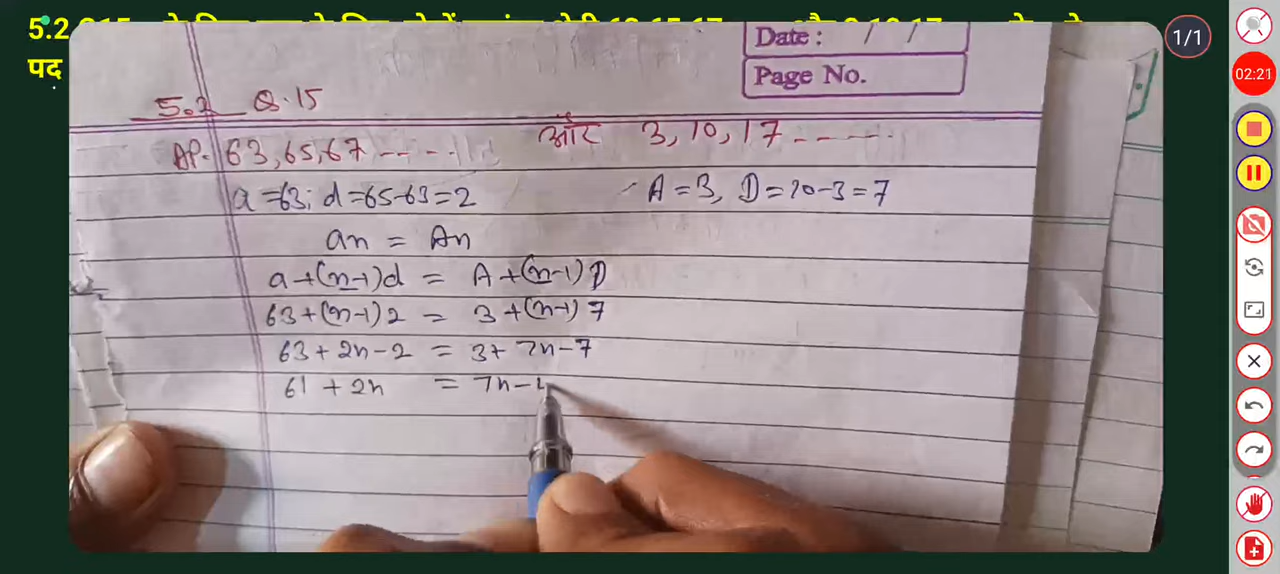 5.2
पद
1/1
02:21
Date : / /
Page No.
5.2 Q.15
AP- 63, 65, 67 ------ और 3, 10, 17 ------
a = 63; d = 65-63 = 2 A = 3, D = 10-3 = 7
an = An
a + (n-1)d = A + (n-1) D
63 + (n-1) 2 = 3 + (n-1) 7
63 + 2n - 2 = 3 + 7n - 7
61 + 2n = 7n - 4